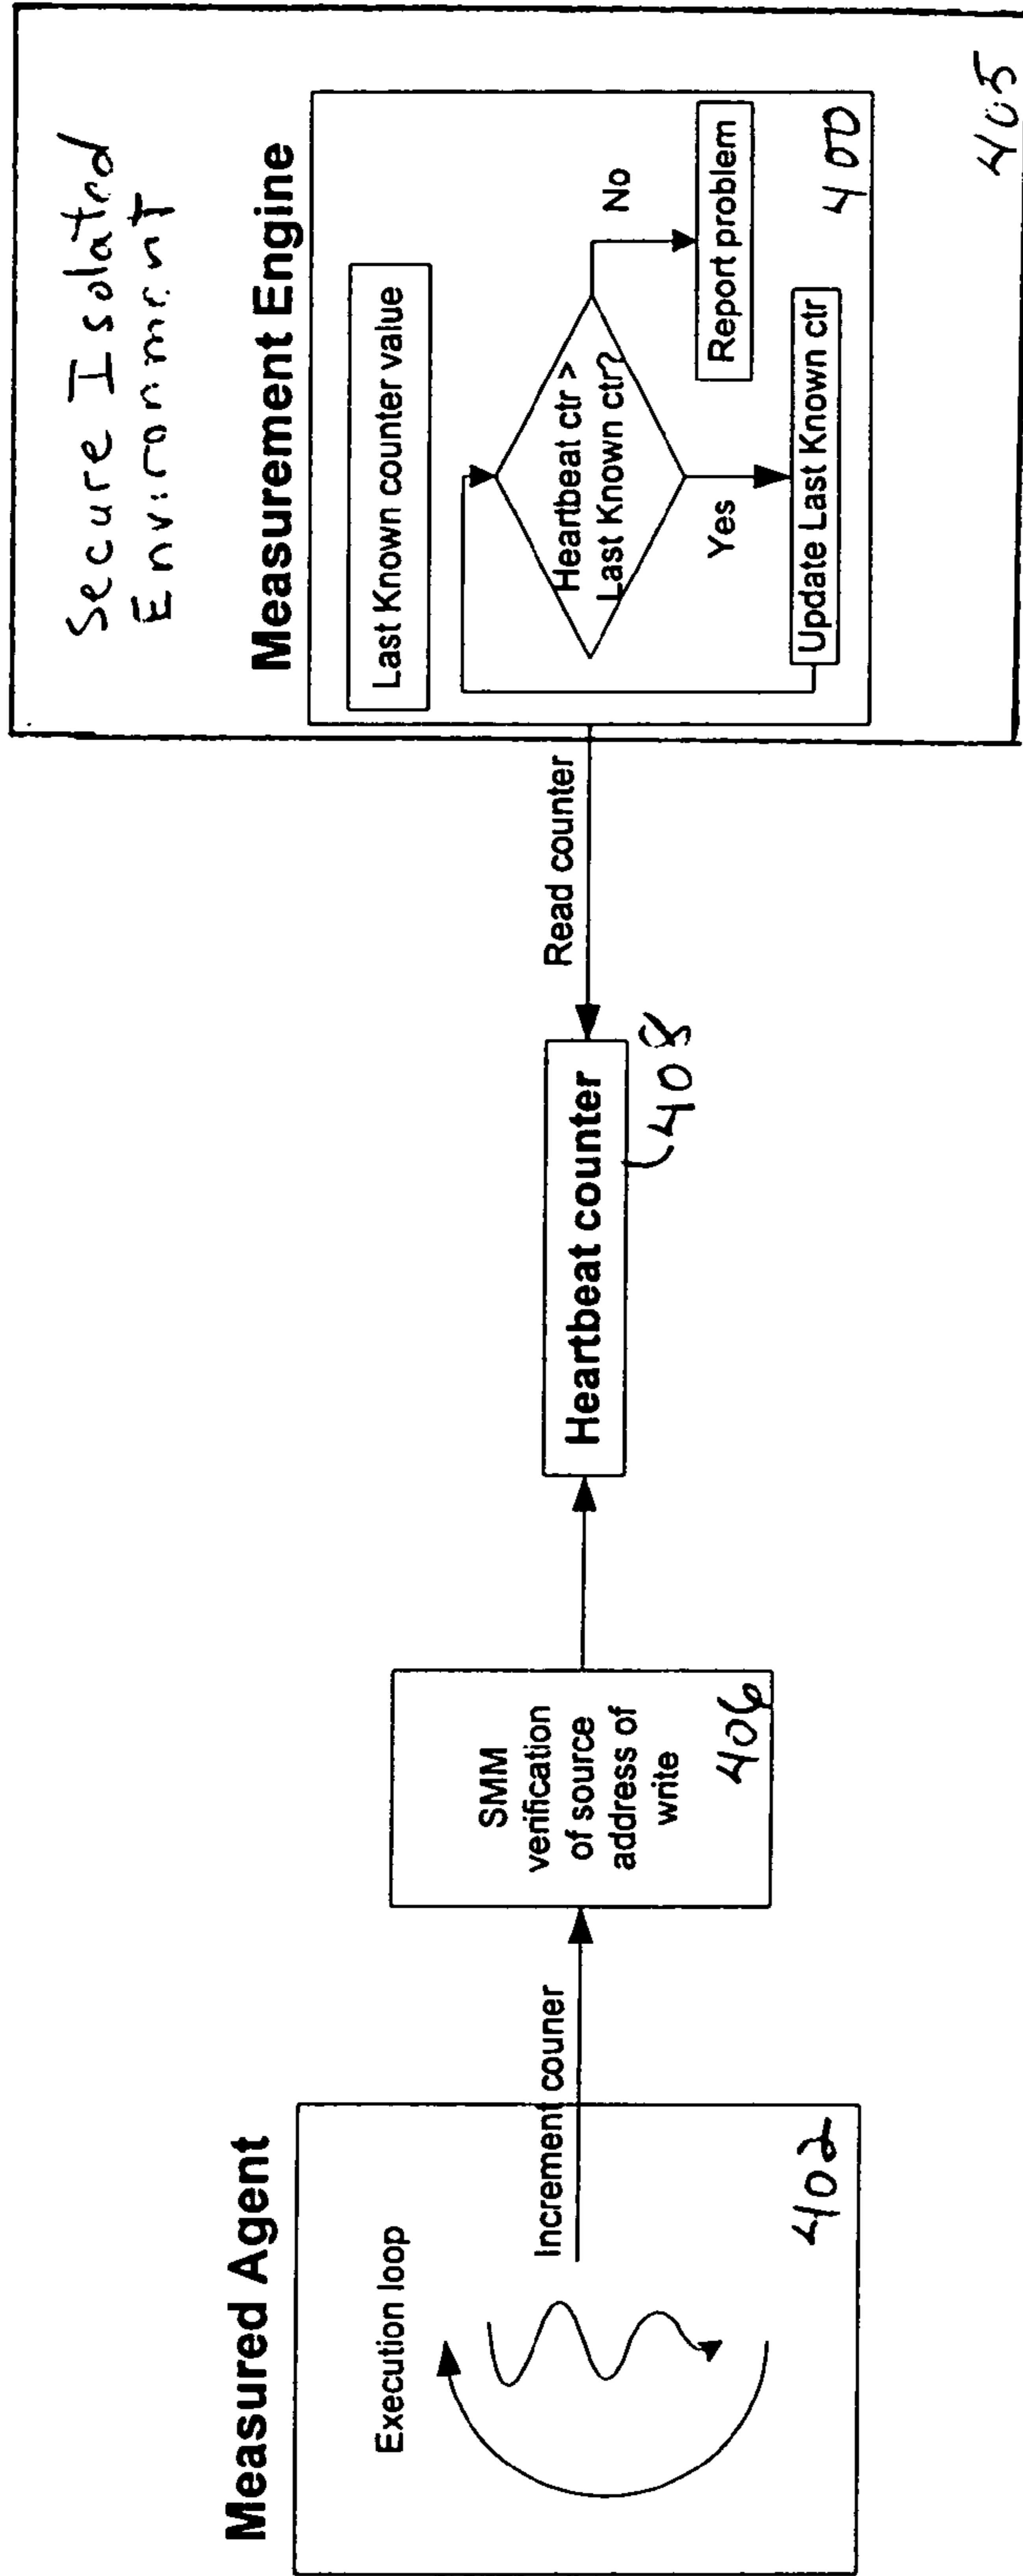 Measured Agent
Execution loop
Increment couner
402
SMM
verification
of source
address of
write
406
Heartbeat counter
408
Read counter
Secure Isolated
Environment
Measurement Engine
Last Known counter value
Heartbeat ctr >
Last Known ctr?
No
Report problem
Yes
Update Last Known ctr
400
405